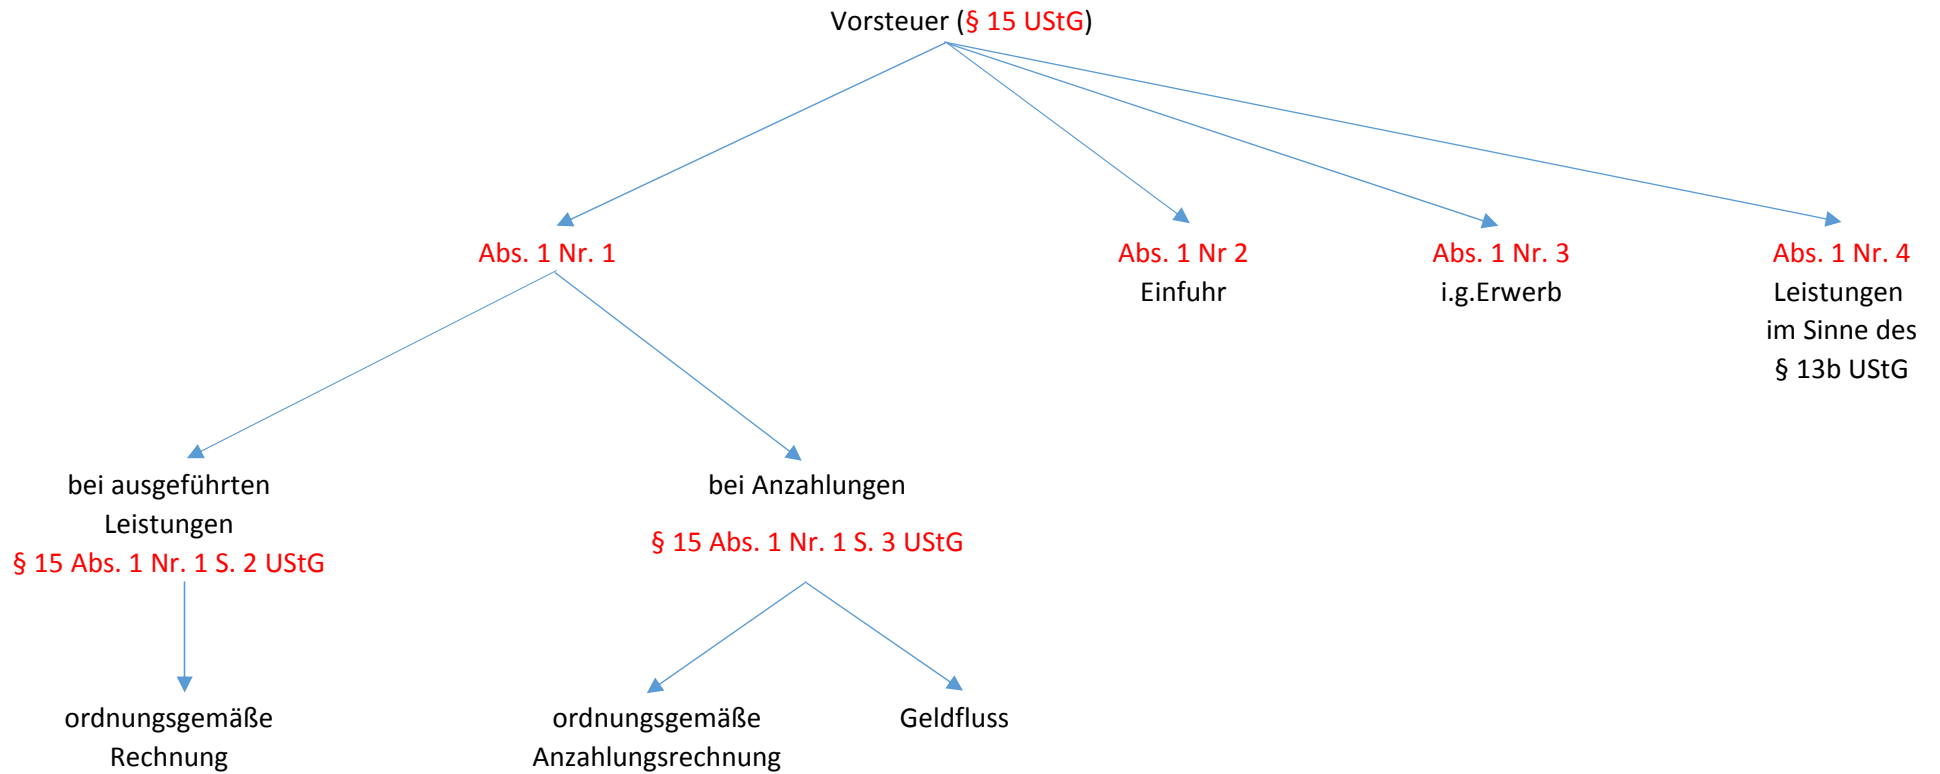 Vorsteuer (§ 15 UStG)
Abs. 1 Nr. 1
Abs. 1 Nr 2
Einfuhr
Abs. 1 Nr. 3
i.g.Erwerb
Abs. 1 Nr. 4
Leistungen
im Sinne des
§ 13b UStG
bei ausgeführten
Leistungen
§ 15 Abs. 1 Nr. 1 S. 2 UStG
bei Anzahlungen
§ 15 Abs. 1 Nr. 1 S. 3 UStG
ordnungsgemäße
Rechnung
ordnungsgemäße
Anzahlungsrechnung
Geldfluss